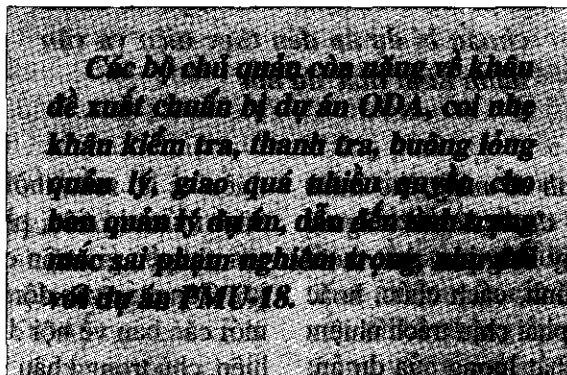 Các bộ chủ quản còn nặng về khâu
đề xuất chuẩn bị dự án ODA, coi nhẹ
khâu kiểm tra, thanh tra, buông lỏng
quản lý, giao quá nhiều quyền cho
ban quản lý dự án, dẫn đến tình trạng
mắc sai phạm nghiêm trọng, như đối
với dự án PMU-18.